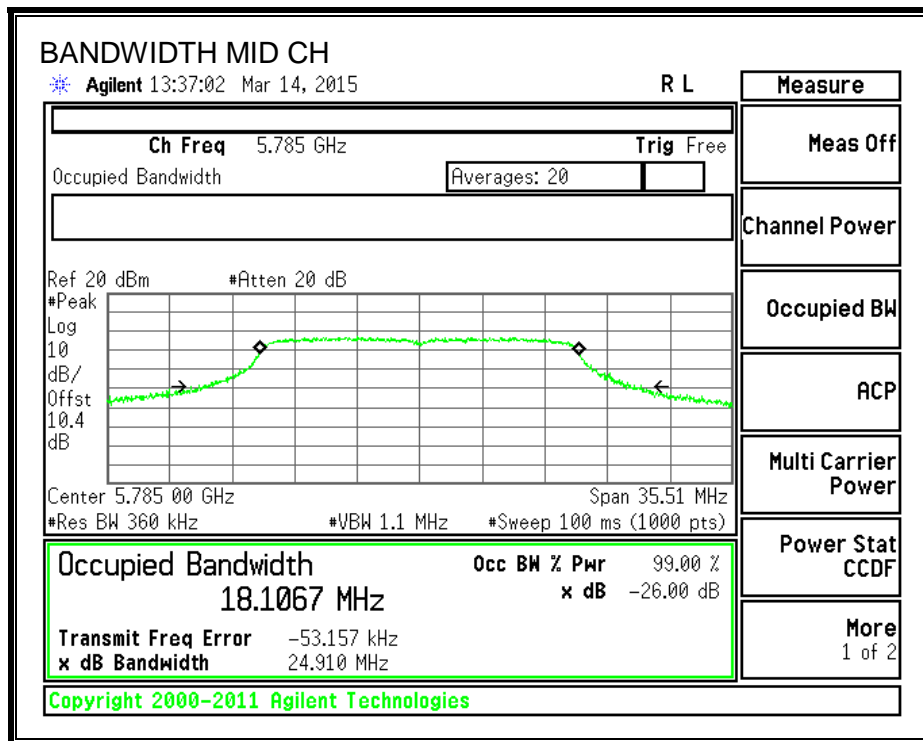 BANDWIDTH MID CH
Agilent 13:37:02 Mar 14, 2015 R L
Measure
Ch Freq 5.785 GHz Trig Free
Meas Off
Occupied Bandwidth Averages: 20
Channel Power
Ref 20 dBm #Atten 20 dB
#Peak
Log
10
dB/
Offst
10.4
dB
Occupied BW
ACP
Multi Carrier
Power
Center 5.785 00 GHz Span 35.51 MHz
#Res BW 360 kHz #VBW 1.1 MHz #Sweep 100 ms (1000 pts)
Power Stat
CCDF
Occupied Bandwidth Occ BW % Pwr 99.00 %
18.1067 MHz x dB -26.00 dB
Transmit Freq Error -53.157 kHz
x dB Bandwidth 24.910 MHz
More
1 of 2
Copyright 2000-2011 Agilent Technologies